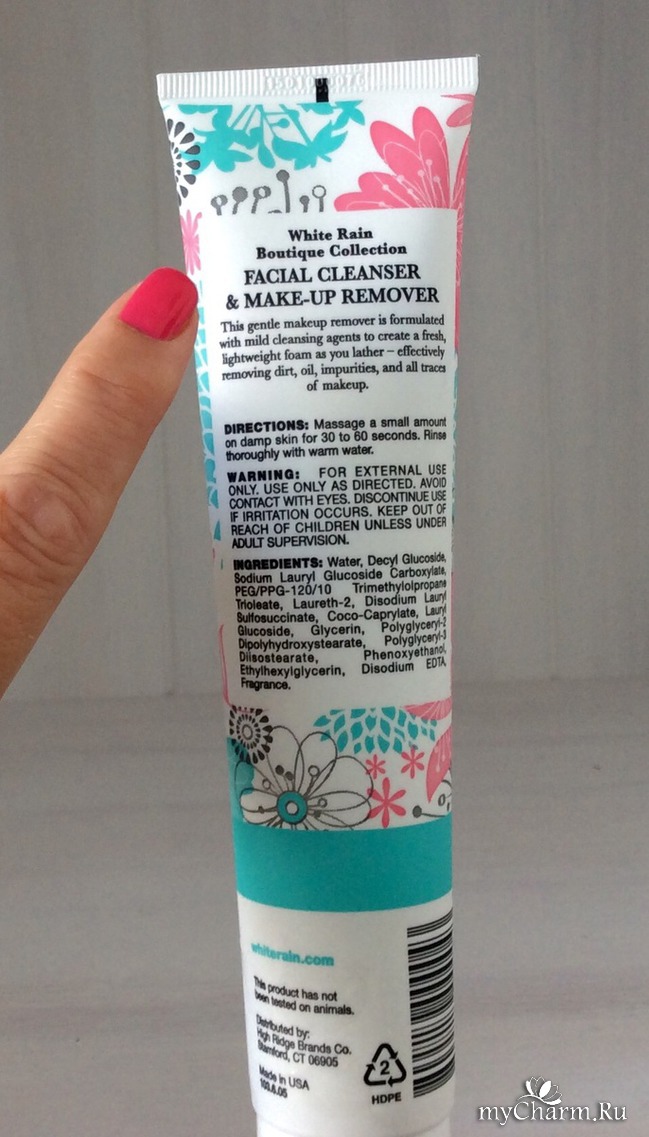 White Rain
Boutique Collection
FACIAL CLEANSER
& MAKE-UP REMOVER
This gentle makeup remover is formulated
with mild cleansing agents to create a fresh,
lightweight foam as you lather – effectively
removing dirt, oil, impurities, and all traces
of makeup.
DIRECTIONS: Massage a small amount
on damp skin for 30 to 60 seconds. Rinse
thoroughly with warm water.
WARNING: FOR EXTERNAL USE
ONLY. USE ONLY AS DIRECTED. AVOID
CONTACT WITH EYES. DISCONTINUE USE
IF IRRITATION OCCURS. KEEP OUT OF
REACH OF CHILDREN UNLESS UNDER
ADULT SUPERVISION.
INGREDIENTS: Water, Decyl Glucoside,
Sodium Lauryl Glucoside Carboxylate,
PEG/PPG-120/10 Trimethylolpropane
Trioleate, Laureth-2, Disodium Lauryl
Sulfosuccinate, Coco-Caprylate, Lauryl
Glucoside, Glycerin, Polyglyceryl-2
Dipolyhydroxystearate, Polyglyceryl-3
Diisostearate, Phenoxyethanol,
Ethylhexylglycerin, Disodium EDTA,
Fragrance.
whiterain.com
This product has not
been tested on animals.
Distributed by:
High Ridge Brands Co.
Stamford, CT 06905
Made in USA
103.6.05
2
HDPE
myCharm.Ru